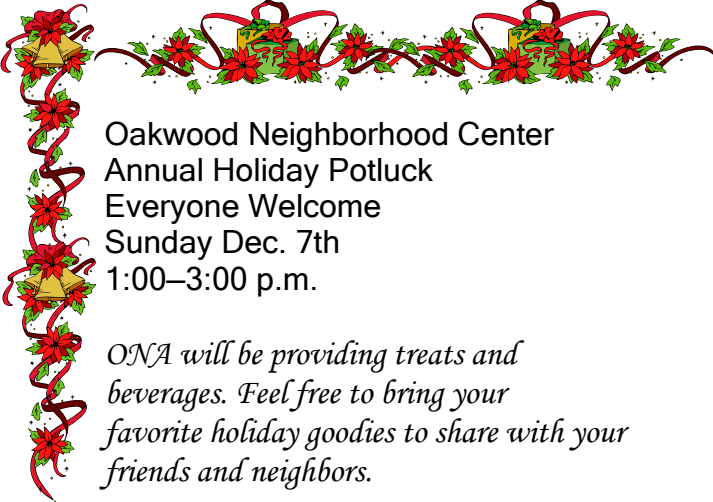 Oakwood Neighborhood Center
Annual Holiday Potluck
Everyone Welcome
Sunday Dec. 7th
1:00—3:00 p.m.
ONA will be providing treats and
beverages. Feel free to bring your
favorite holiday goodies to share with your
friends and neighbors.